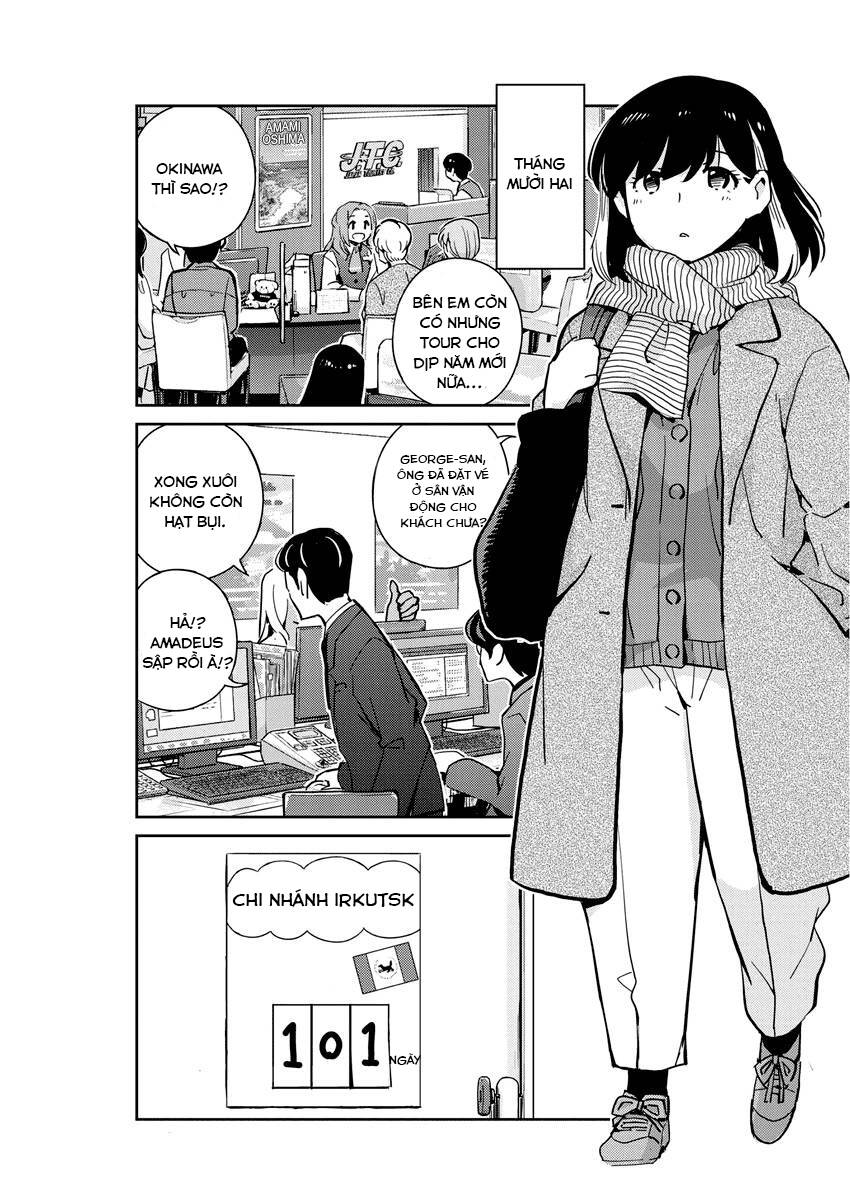 THÁNG
MƯỜI HAI
AMAMI
OSHIMA
J.T.C.
OKINAWA
THÌ SAO!?
BÊN EM CÒN
CÓ NHƯNG
TOUR CHO
DỊP NĂM MỚI
NỮA...
GEORGE-SAN,
ÔNG ĐÃ ĐẶT VÉ
Ở SÂN VẬN
ĐỘNG CHO
KHÁCH CHƯA?
XONG XUÔI
KHÔNG CÒN
HẠT BỤI.
HẢ!?
AMADEUS
SẬP RỒI À!?
CHI NHÁNH IRKUTSK
101
NGÀY